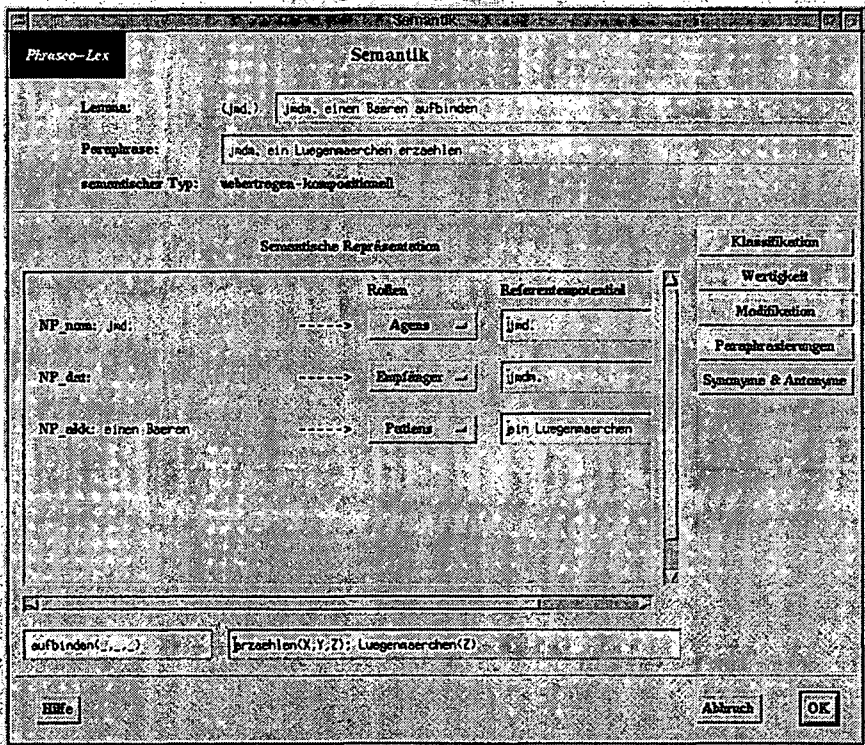 Semantik
Phraseo-Lex
Semantik
Lemma: (jmd.) jmdm. einen Baeren aufbinden
Paraphrase: jmdm. ein Luegenmaerchen erzaehlen
semantischer Typ: uebertragen-kompositionell
Semantische Repräsentation
Klassifikation
Wertigkeit
Modifikation
Paraphrasierungen
Synonyme & Antonyme
Rollen Referentenpotential
NP_nom: jmd. ----> Agens jmd.
NP_dat: ----> Empfänger jmdm.
NP_akk: einen Baeren ----> Patiens ein Luegenmaerchen
aufbinden(_,_,_) erzaehlen(X,Y,Z); Luegenmaerchen(Z)
Hilfe Abbruch OK